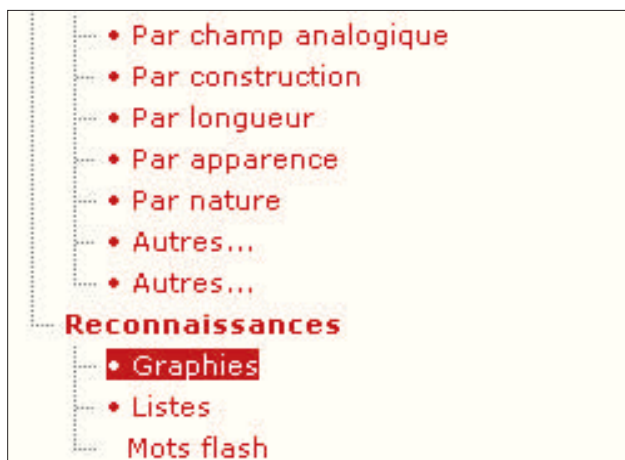 • Par champ analogique
• Par construction
• Par longueur
• Par apparence
• Par nature
• Autres...
• Autres...
Reconnaissances
• Graphies
• Listes
Mots flash